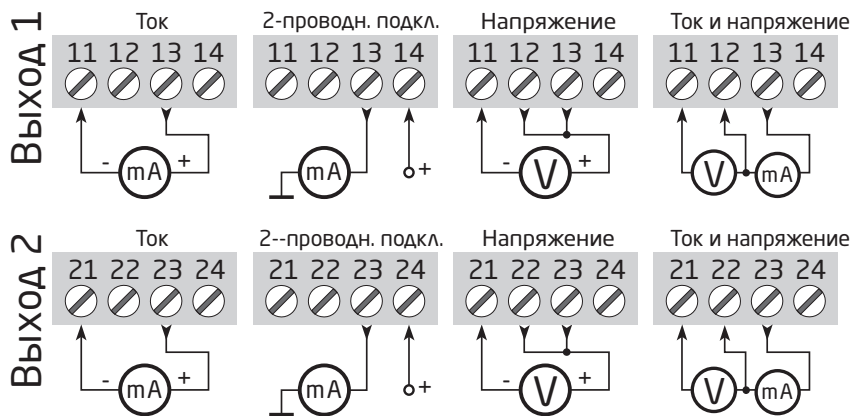 Выход 1
Ток
11 12 13 14
- mA +
2-проводн. подкл.
11 12 13 14
mA +
Напряжение
11 12 13 14
- V +
Ток и напряжение
11 12 13 14
V mA
Выход 2
Ток
21 22 23 24
- mA +
2--проводн. подкл.
21 22 23 24
mA +
Напряжение
21 22 23 24
- V +
Ток и напряжение
21 22 23 24
V mA